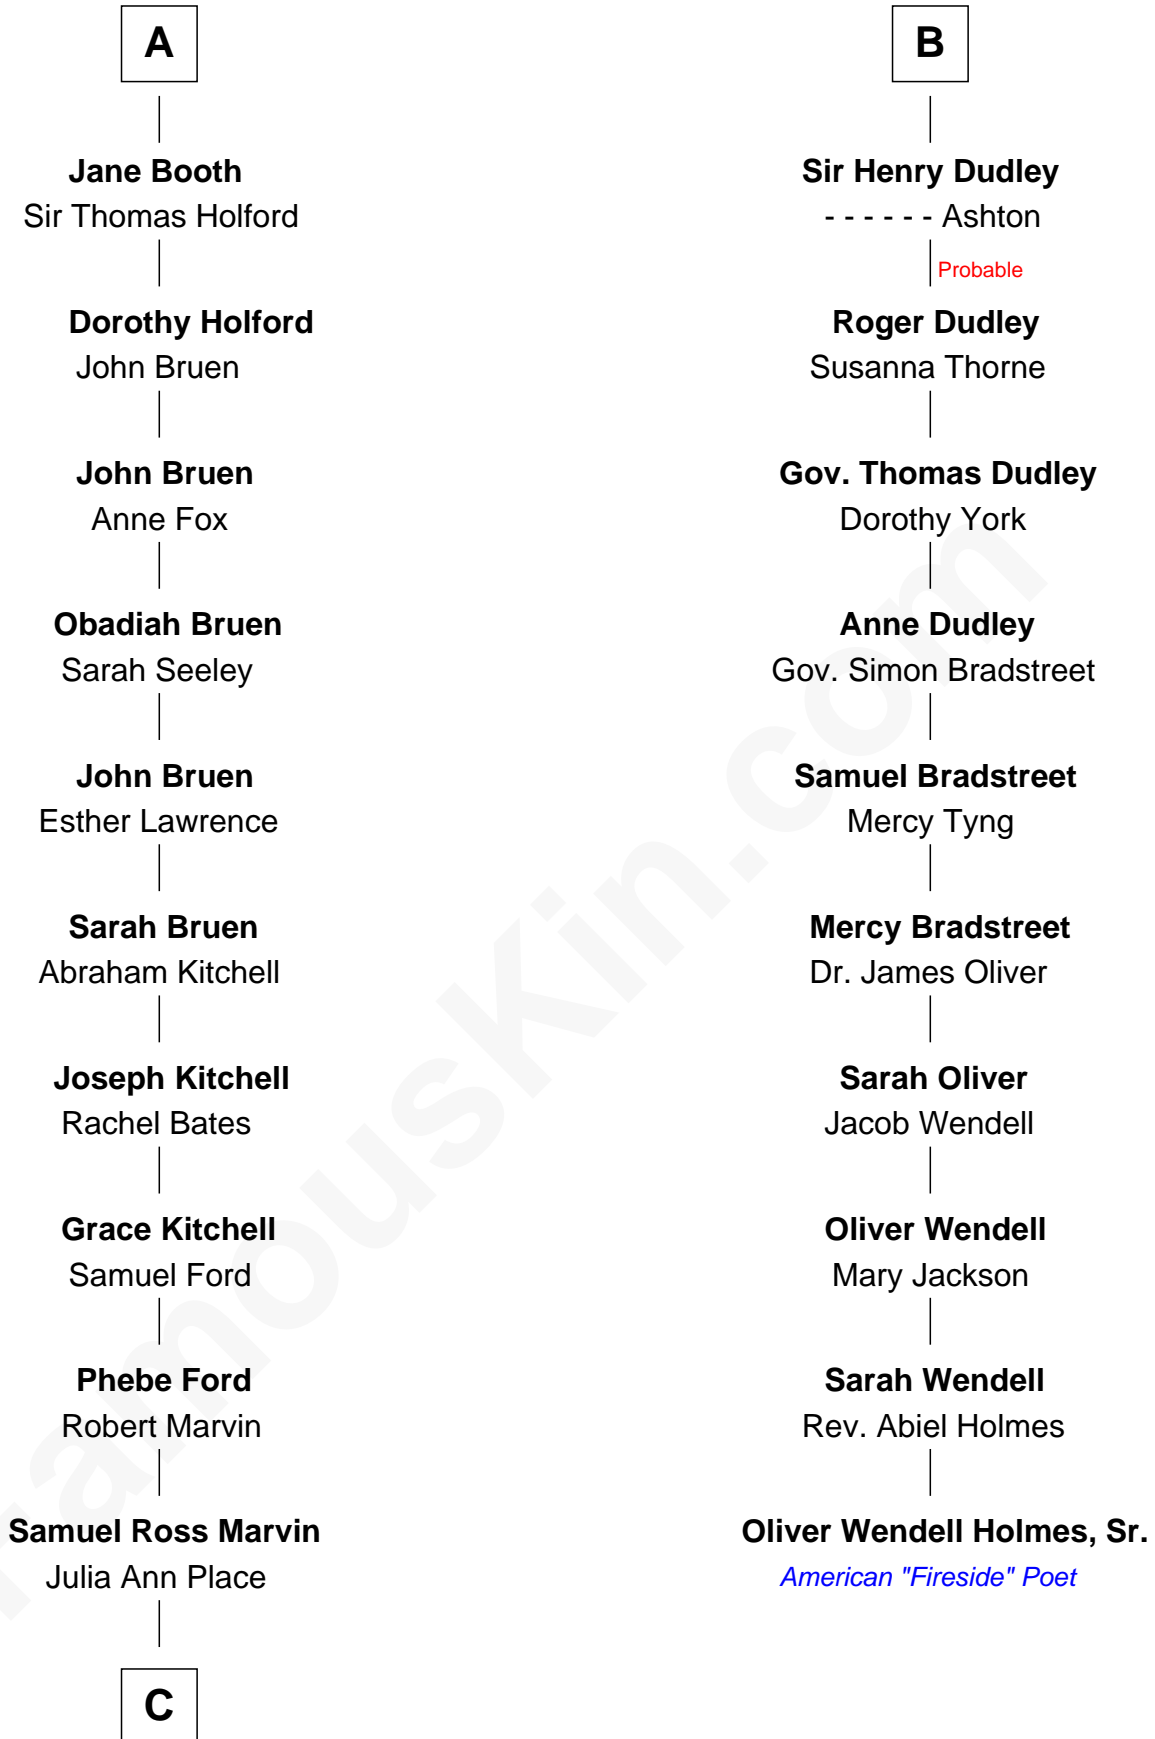 A
Jane Booth
Sir Thomas Holford
Dorothy Holford
John Bruen
John Bruen
Anne Fox
Obadiah Bruen
Sarah Seeley
John Bruen
Esther Lawrence
Sarah Bruen
Abraham Kitchell
Joseph Kitchell
Rachel Bates
Grace Kitchell
Samuel Ford
Phebe Ford
Robert Marvin
Samuel Ross Marvin
Julia Ann Place
C
B
Sir Henry Dudley
- - - - - - Ashton
Probable
Roger Dudley
Susanna Thorne
Gov. Thomas Dudley
Dorothy York
Anne Dudley
Gov. Simon Bradstreet
Samuel Bradstreet
Mercy Tyng
Mercy Bradstreet
Dr. James Oliver
Sarah Oliver
Jacob Wendell
Oliver Wendell
Mary Jackson
Sarah Wendell
Rev. Abiel Holmes
Oliver Wendell Holmes, Sr.
American "Fireside" Poet
FamousKin.com